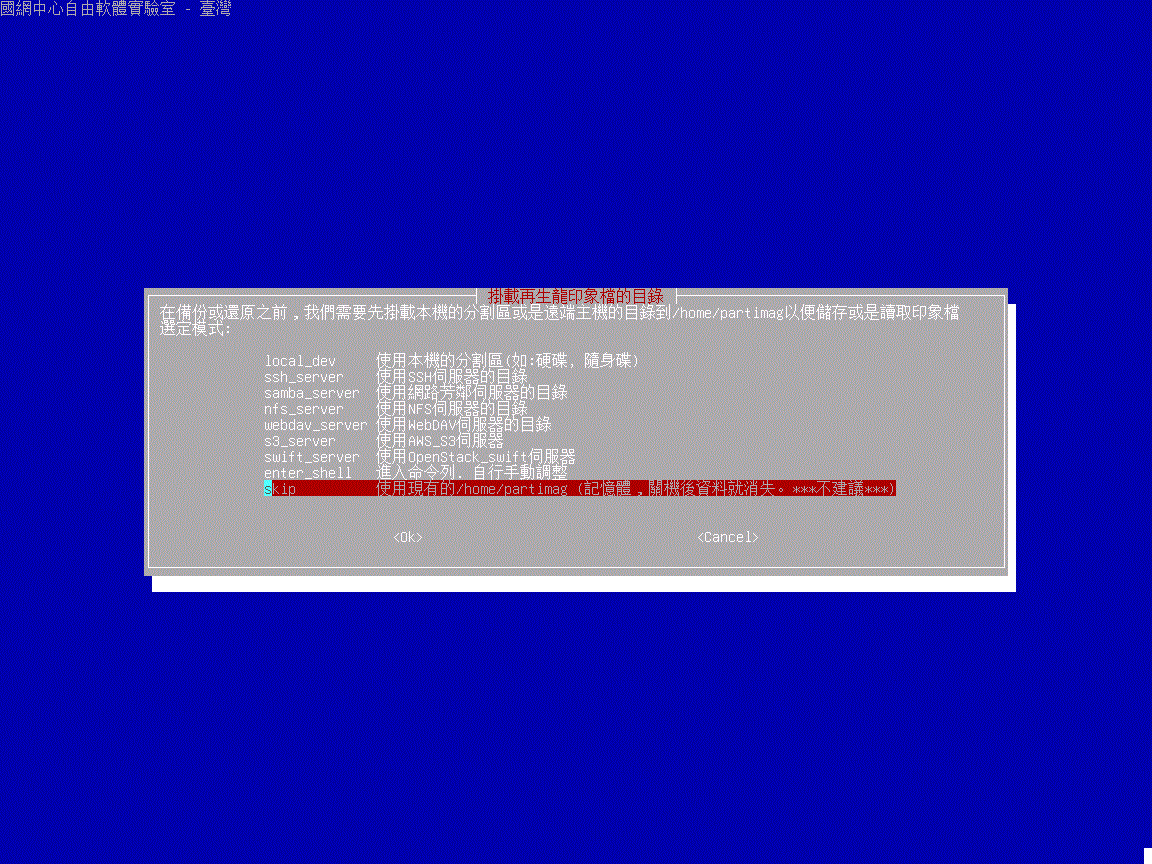 國網中心自由軟體實驗室 - 臺灣
掛載再生龍印象檔的目錄
在備份或還原之前，我們需要先掛載本機的分割區或是遠端主機的目錄到/home/partimag以便儲存或是讀取印象檔
選定模式:
local_dev 使用本機的分割區(如:硬碟, 隨身碟)
ssh_server 使用SSH伺服器的目錄
samba_server 使用網路芳鄰伺服器的目錄
nfs_server 使用NFS伺服器的目錄
webdav_server 使用WebDAV伺服器的目錄
s3_server 使用AWS_S3伺服器
swift_server 使用OpenStack_swift伺服器
enter_shell 進入命令列. 自行手動調整
skip 使用現有的/home/partimag (記憶體，關機後資料就消失。***不建議***)
<Ok> <Cancel>